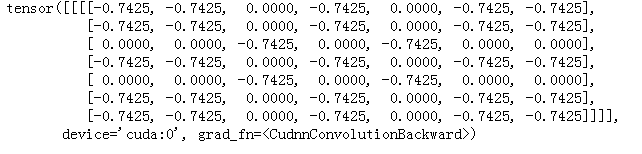 tensor([[[[-0.7425, -0.7425, 0.0000, -0.7425, 0.0000, -0.7425, -0.7425],
[-0.7425, -0.7425, 0.0000, -0.7425, 0.0000, -0.7425, -0.7425],
[ 0.0000, 0.0000, -0.7425, 0.0000, -0.7425, 0.0000, 0.0000],
[-0.7425, -0.7425, 0.0000, -0.7425, 0.0000, -0.7425, -0.7425],
[ 0.0000, 0.0000, -0.7425, 0.0000, -0.7425, 0.0000, 0.0000],
[-0.7425, -0.7425, 0.0000, -0.7425, 0.0000, -0.7425, -0.7425],
[-0.7425, -0.7425, 0.0000, -0.7425, 0.0000, -0.7425, -0.7425]]]],
device='cuda:0', grad_fn=<CudnnConvolutionBackward>)